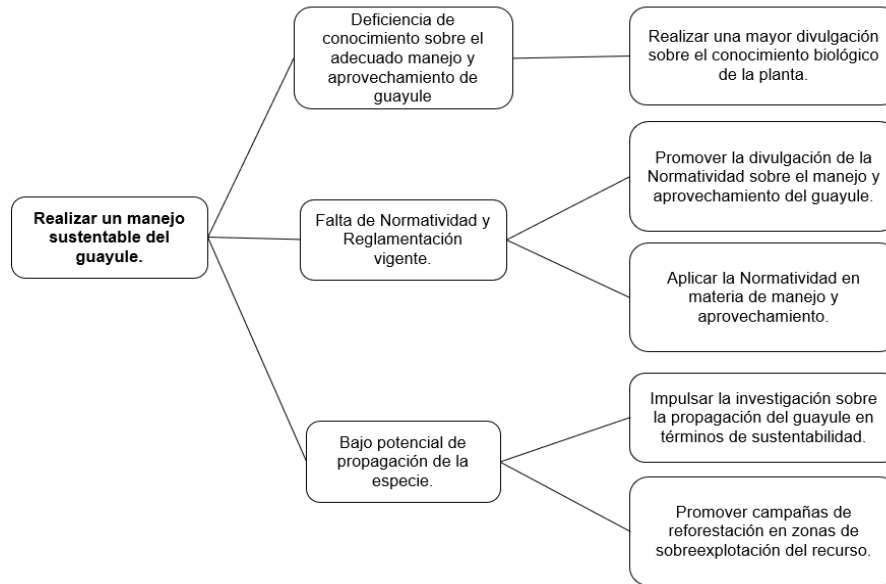 Realizar un manejo
sustentable del
guayule.
Deficiencia de
conocimiento sobre el
adecuado manejo y
aprovechamiento de
guayule
Realizar una mayor divulgación
sobre el conocimiento biológico
de la planta.
Falta de Normatividad y
Reglamentación
vigente.
Promover la divulgación de la
Normatividad sobre el manejo y
aprovechamiento del guayule.
Aplicar la Normatividad en
materia de manejo y
aprovechamiento.
Bajo potencial de
propagación de la
especie.
Impulsar la investigación sobre
la propagación del guayule en
términos de sustentabilidad.
Promover campañas de
reforestación en zonas de
sobreexplotación del recurso.